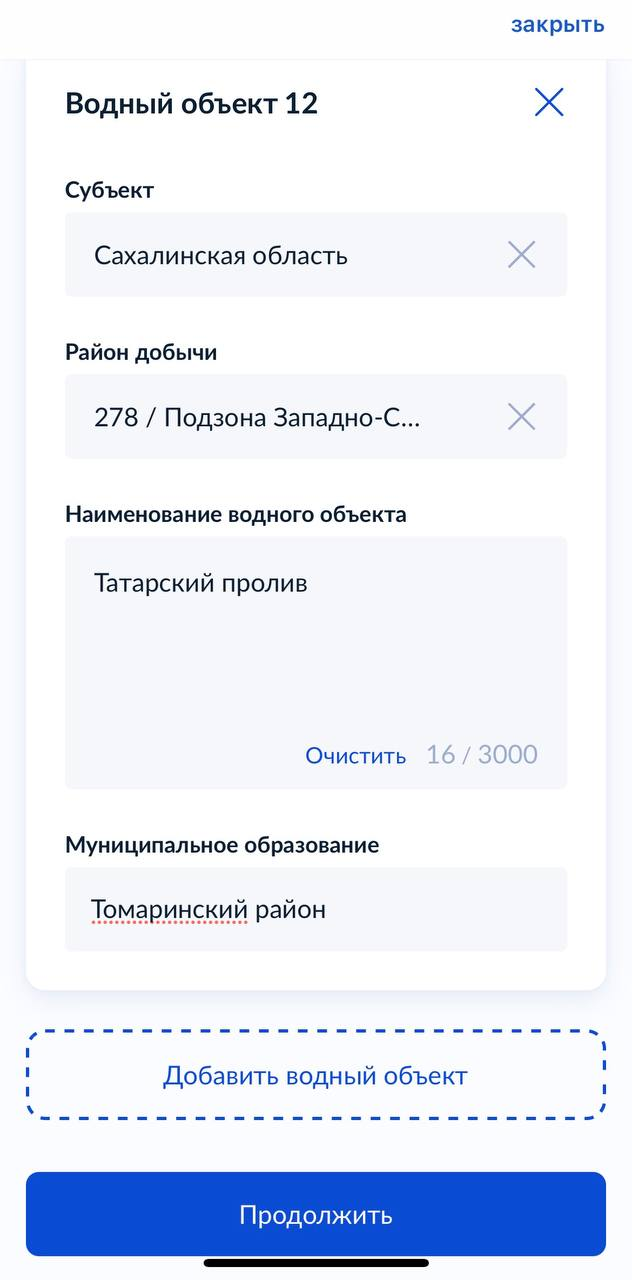 закрыть
Водный объект 12
Субъект
Сахалинская область
Район добычи
278 / Подзона Западно-С...
Наименование водного объекта
Татарский пролив
Очистить 16 / 3000
Муниципальное образование
Томаринский район
Добавить водный объект
Продолжить